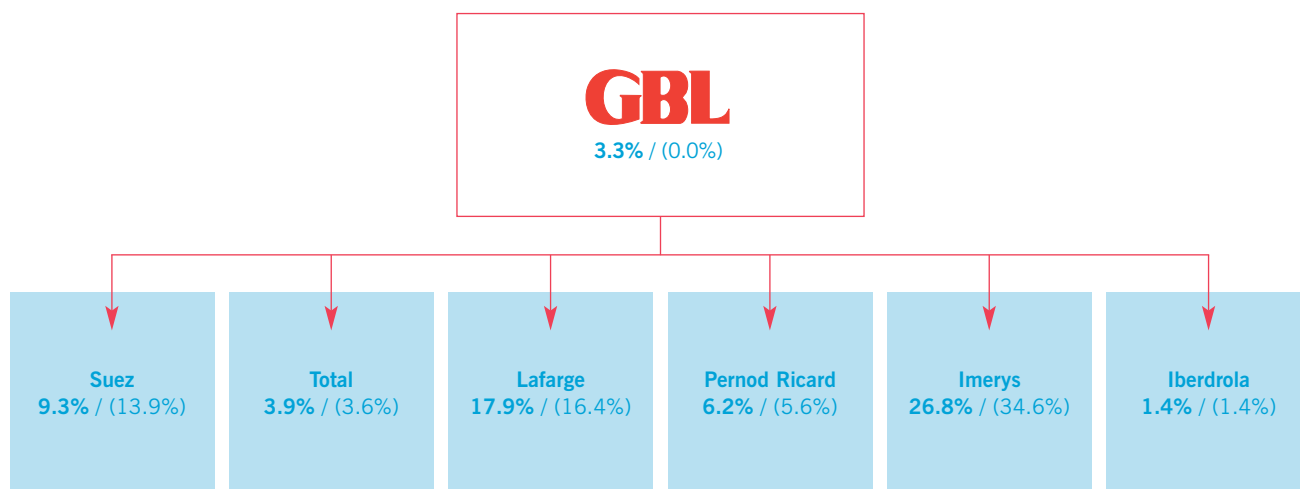 GBL
3.3% / (0.0%)
Suez
9.3% / (13.9%)
Total
3.9% / (3.6%)
Lafarge
17.9% / (16.4%)
Pernod Ricard
6.2% / (5.6%)
Imerys
26.8% / (34.6%)
Iberdrola
1.4% / (1.4%)